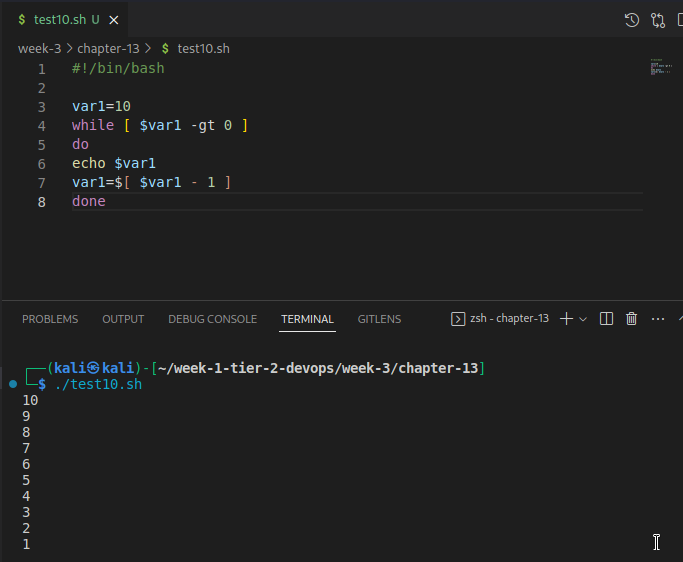 $ test10.sh U
week-3 > chapter-13 > $ test10.sh
1 #!/bin/bash
2
3 var1=10
4 while [ $var1 -gt 0 ]
5 do
6 echo $var1
7 var1=$[ $var1 - 1 ]
8 done
PROBLEMS OUTPUT DEBUG CONSOLE TERMINAL GITLENS zsh - chapter-13
┌──(kali㉿kali)-[~/week-1-tier-2-devops/week-3/chapter-13]
└─$ ./test10.sh
10
9
8
7
6
5
4
3
2
1